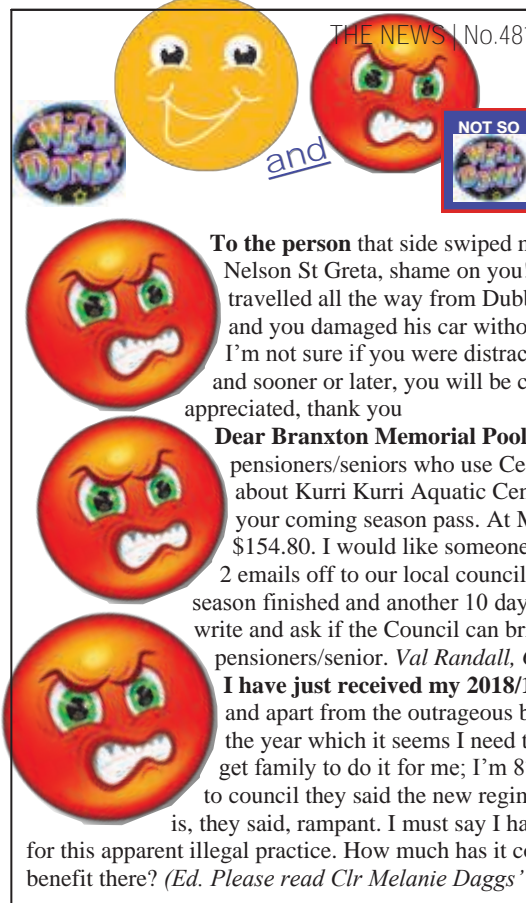 THE NEWS | No.481
WELL DONE!
and
NOT SO
WELL DONE!
To the person that side swiped
Nelson St Greta, shame on you!
travelled all the way from Dubb
and you damaged his car witho
I'm not sure if you were distrac
and sooner or later, you will be c
appreciated, thank you
Dear Branxton Memorial Pool
pensioners/seniors who use Ce
about Kurri Kurri Aquatic Cen
your coming season pass. At M
$154.80. I would like someone
2 emails off to our local council
season finished and another 10 day
write and ask if the Council can bri
pensioners/senior. Val Randall,
I have just received my 2018/1
and apart from the outrageous b
the year which it seems I need t
get family to do it for me; I'm 8
to council they said the new regim
is, they said, rampant. I must say I ha
for this apparent illegal practice. How much has it co
benefit there? (Ed. Please read Clr Melanie Daggs'